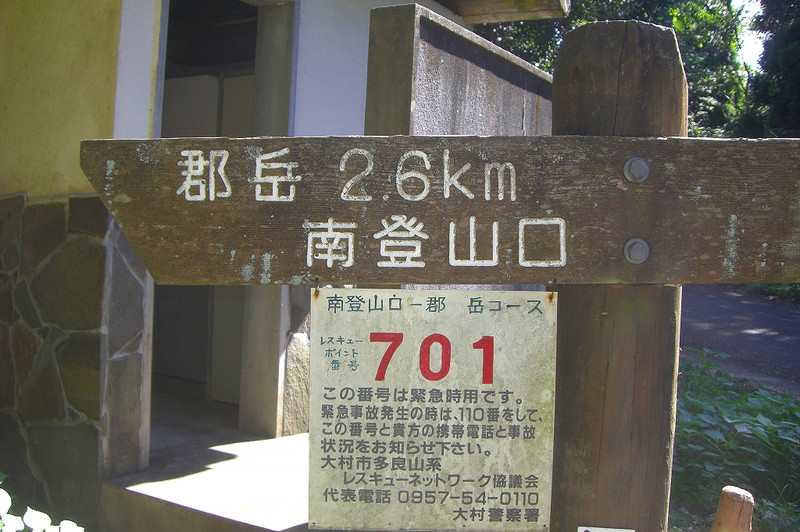 郡岳 2.6km
南登山口
南登山口－郡 岳コース
レスキュー
ポイント
番号
701
この番号は緊急時用です。
緊急事故発生の時は、110番をして、
この番号と貴方の携帯電話と事故
状況をお知らせ下さい。
大村市多良山系
レスキューネットワーク協議会
代表電話 0957-54-0110
大村警察署